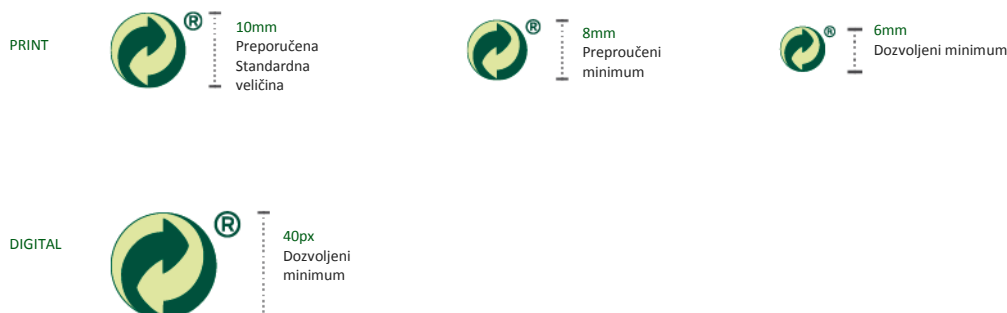 PRINT
®
10mm
Preporučena
Standardna
veličina
®
8mm
Preproučeni
minimum
®
6mm
Dozvoljeni minimum
DIGITAL
®
40px
Dozvoljeni
minimum